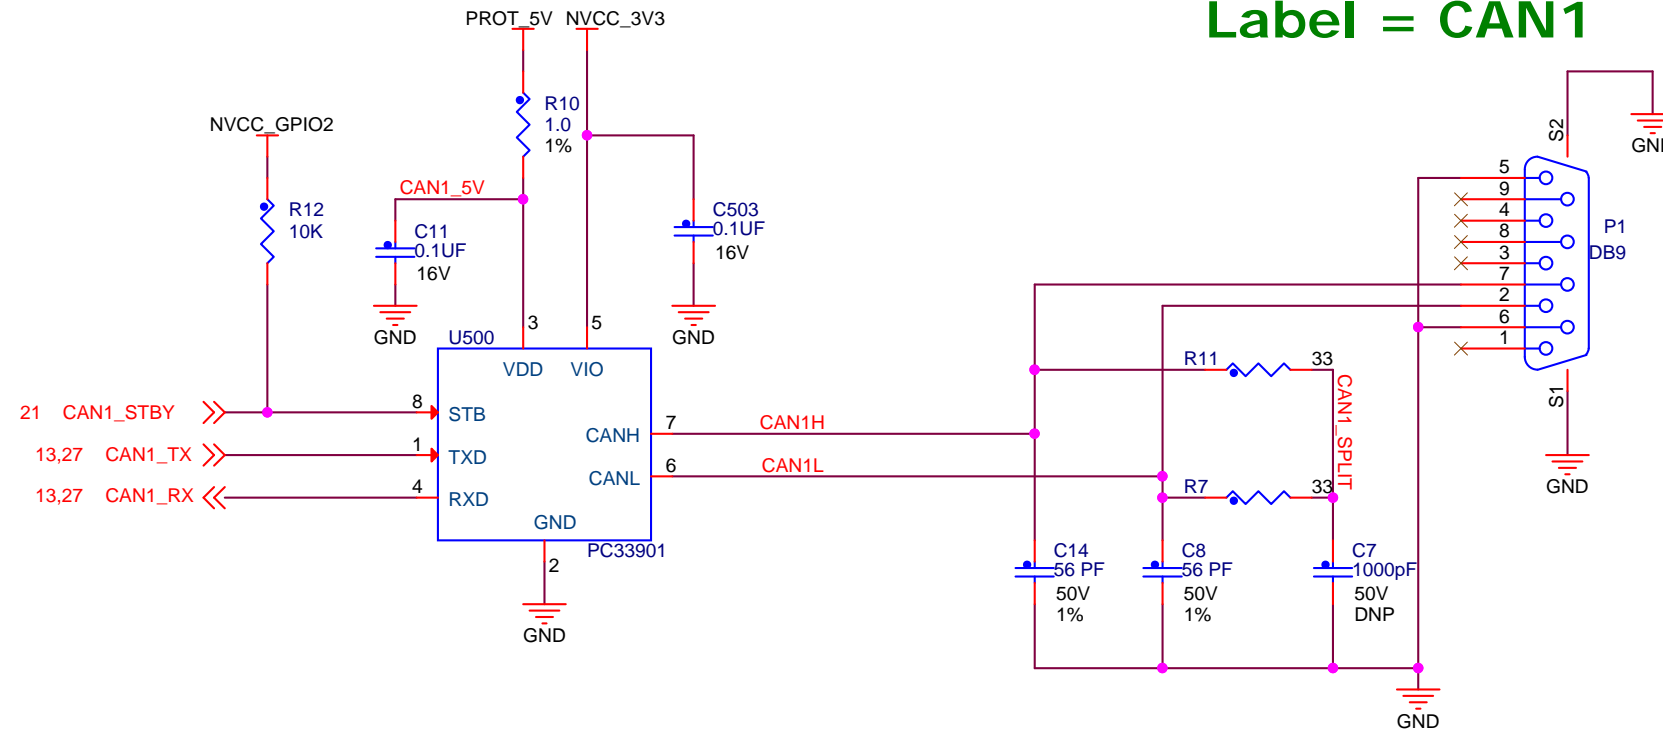 Label = CAN1
PROT_5V NVCC_3V3
NVCC_GPIO2
R10
1.0
1%
CAN1_5V
R12
10K
C11
0.1UF
16V
GND
C503
0.1UF
16V
GND
3
5
U500
VDD VIO
21 CAN1_STBY
8
STB
13,27 CAN1_TX
1
TXD
13,27 CAN1_RX
4
RXD
CANH
7
CAN1H
CANL
6
CAN1L
GND
PC33901
2
GND
R11
33
CAN1_SPLIT
R7
33
C14
56 PF
50V
1%
C8
56 PF
50V
1%
C7
1000pF
50V
DNP
GND
S2
GND
5
9
4
8
3
7
2
6
1
P1
DB9
S1
GND